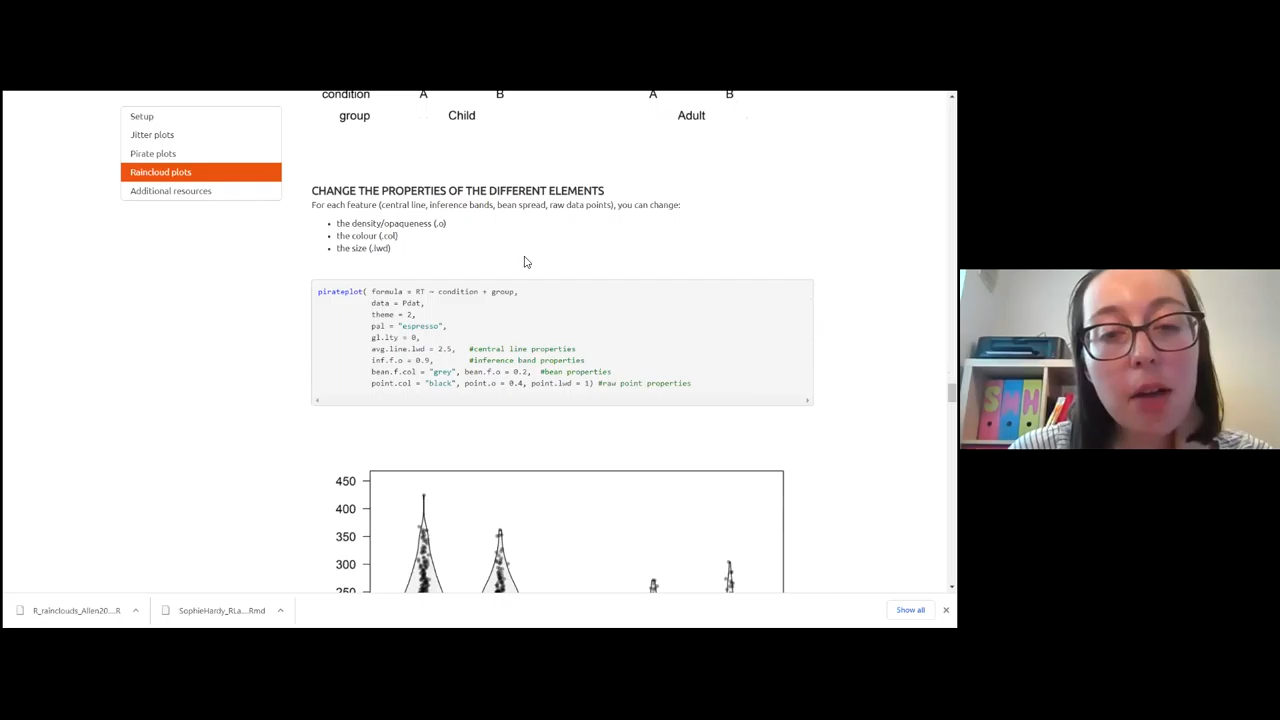 condition A B A B
group Child Adult
Setup
Jitter plots
Pirate plots
Raincloud plots
Additional resources
CHANGE THE PROPERTIES OF THE DIFFERENT ELEMENTS
For each feature (central line, inference bands, bean spread, raw data points), you can change:
• the density/opaqueness (.o)
• the colour (.col)
• the size (.lwd)
pirateplot( formula = RT ~ condition + group,
data = Pdat,
theme = 2,
pal = "espresso",
gl.lty = 0,
avg.line.lwd = 2.5, #central line properties
inf.f.o = 0.9, #inference band properties
bean.f.col = "grey", bean.f.o = 0.2, #bean properties
point.col = "black", point.o = 0.4, point.lwd = 1) #raw point properties
450
400
350
300
250
R_rainclouds_Allen20....R
SophieHardy_RLa....Rmd
Show all
SMH